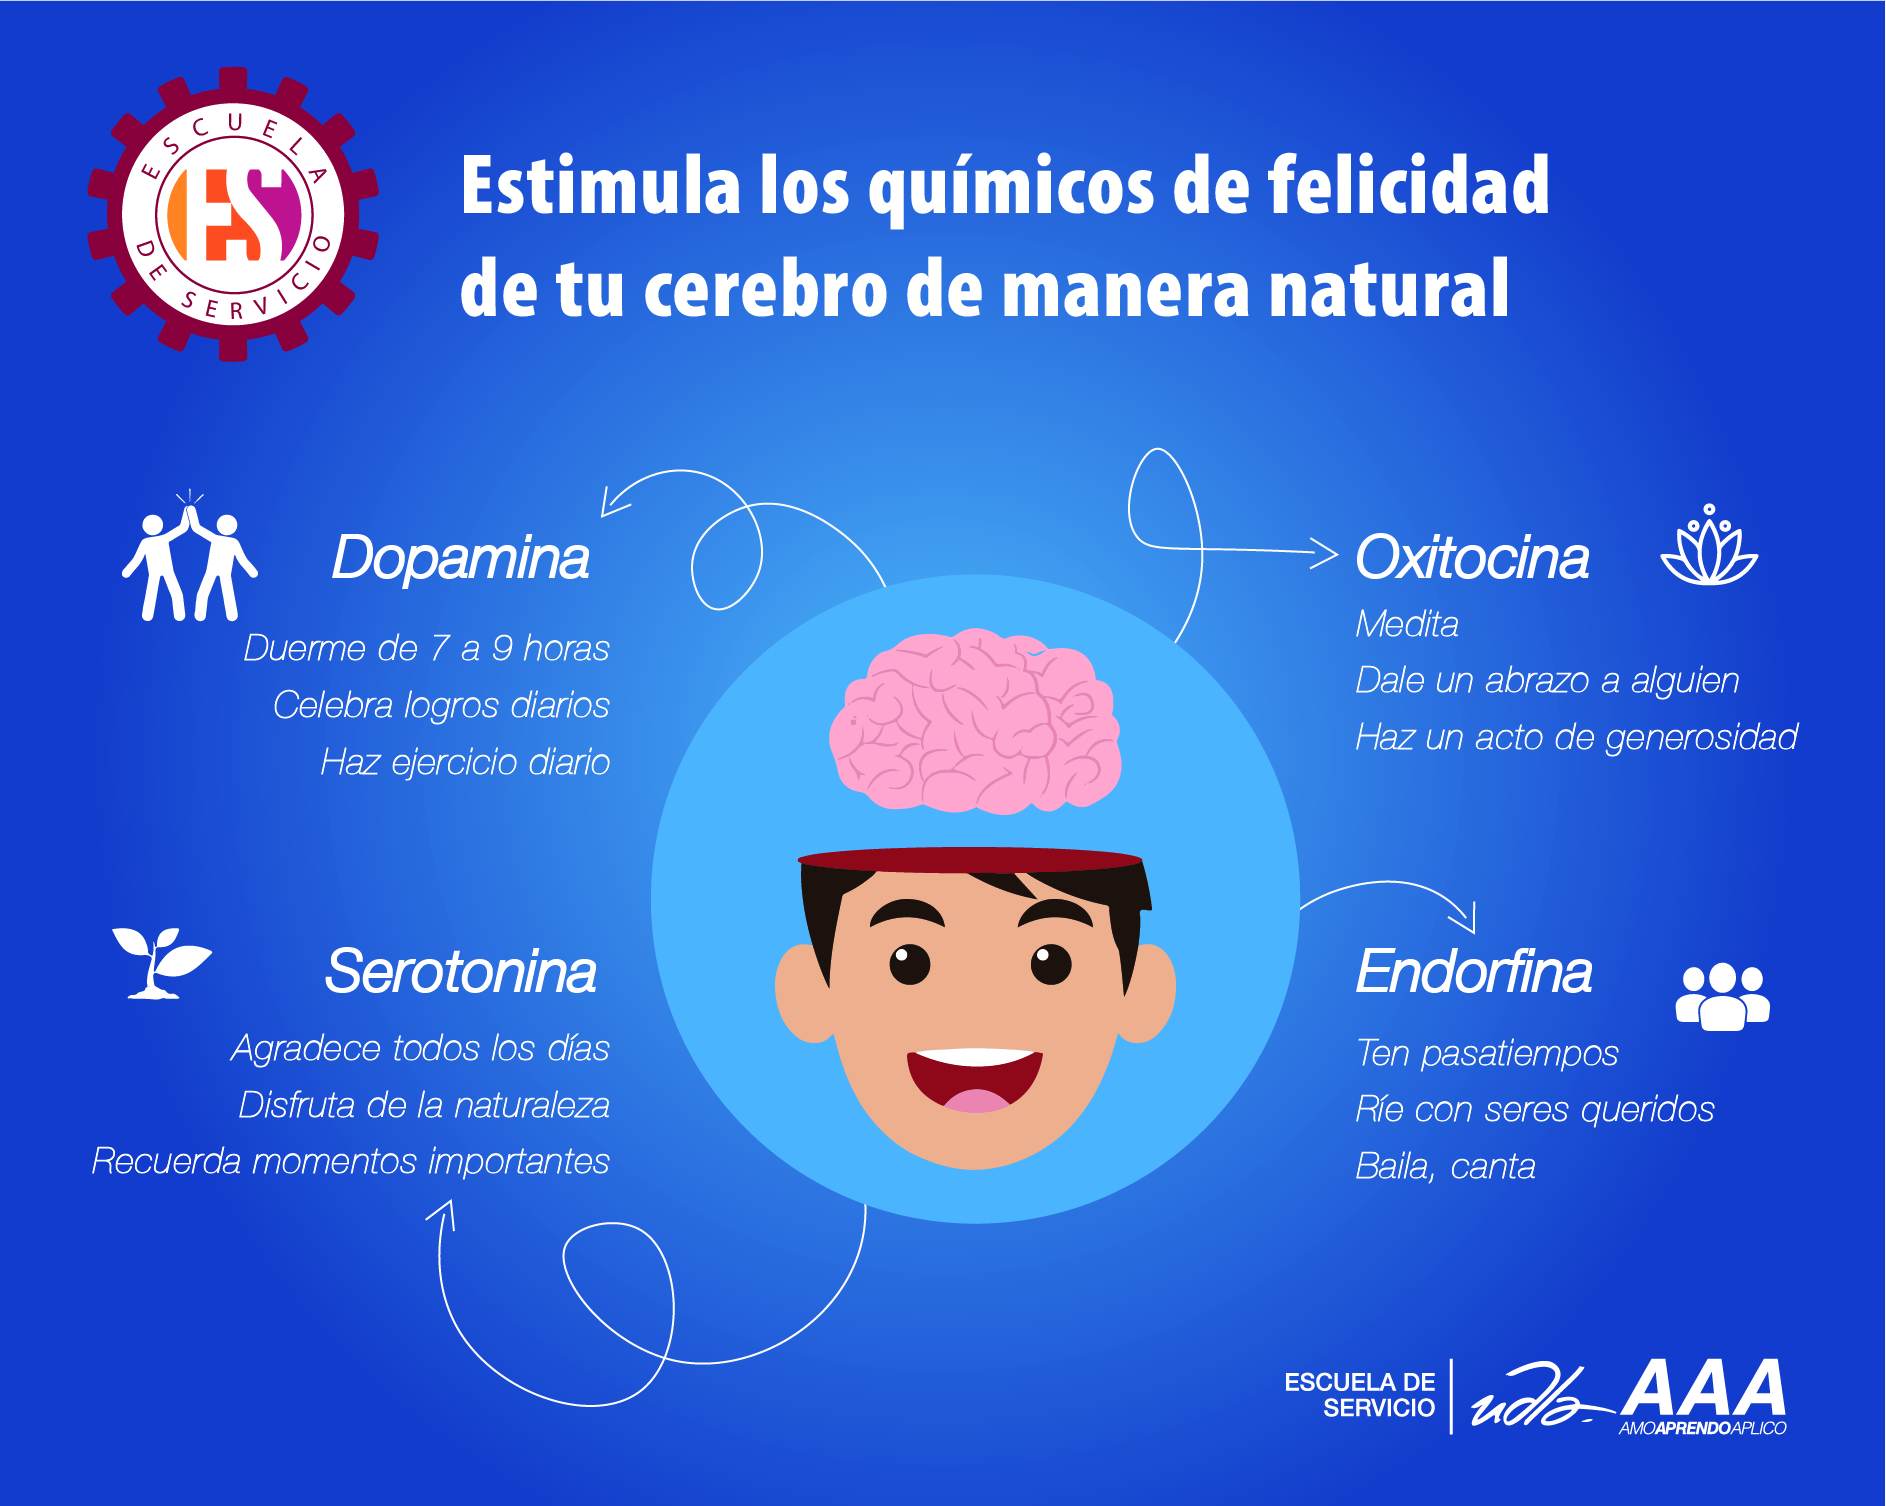 ESCUELA
DE SERVICIO
ES
Estimula los químicos de felicidad
de tu cerebro de manera natural
Dopamina
Duerme de 7 a 9 horas
Celebra logros diarios
Haz ejercicio diario
Oxitocina
Medita
Dale un abrazo a alguien
Haz un acto de generosidad
Serotonina
Agradece todos los días
Disfruta de la naturaleza
Recuerda momentos importantes
Endorfina
Ten pasatiempos
Ríe con seres queridos
Baila, canta
ESCUELA DE
SERVICIO
udla
AAA
AMOAPRENDOAPLICO